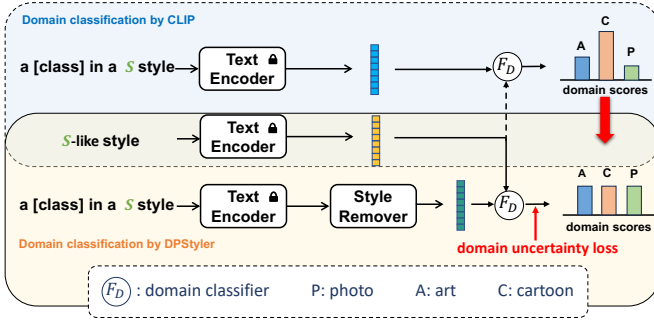 Domain classification by CLIP
a [class] in a S style
Text
Encoder
F_D
A
C
P
domain scores
S-like style
Text
Encoder
a [class] in a S style
Text
Encoder
Style
Remover
F_D
A C P
domain scores
domain uncertainty loss
Domain classification by DPStyler
F_D : domain classifier P: photo A: art C: cartoon